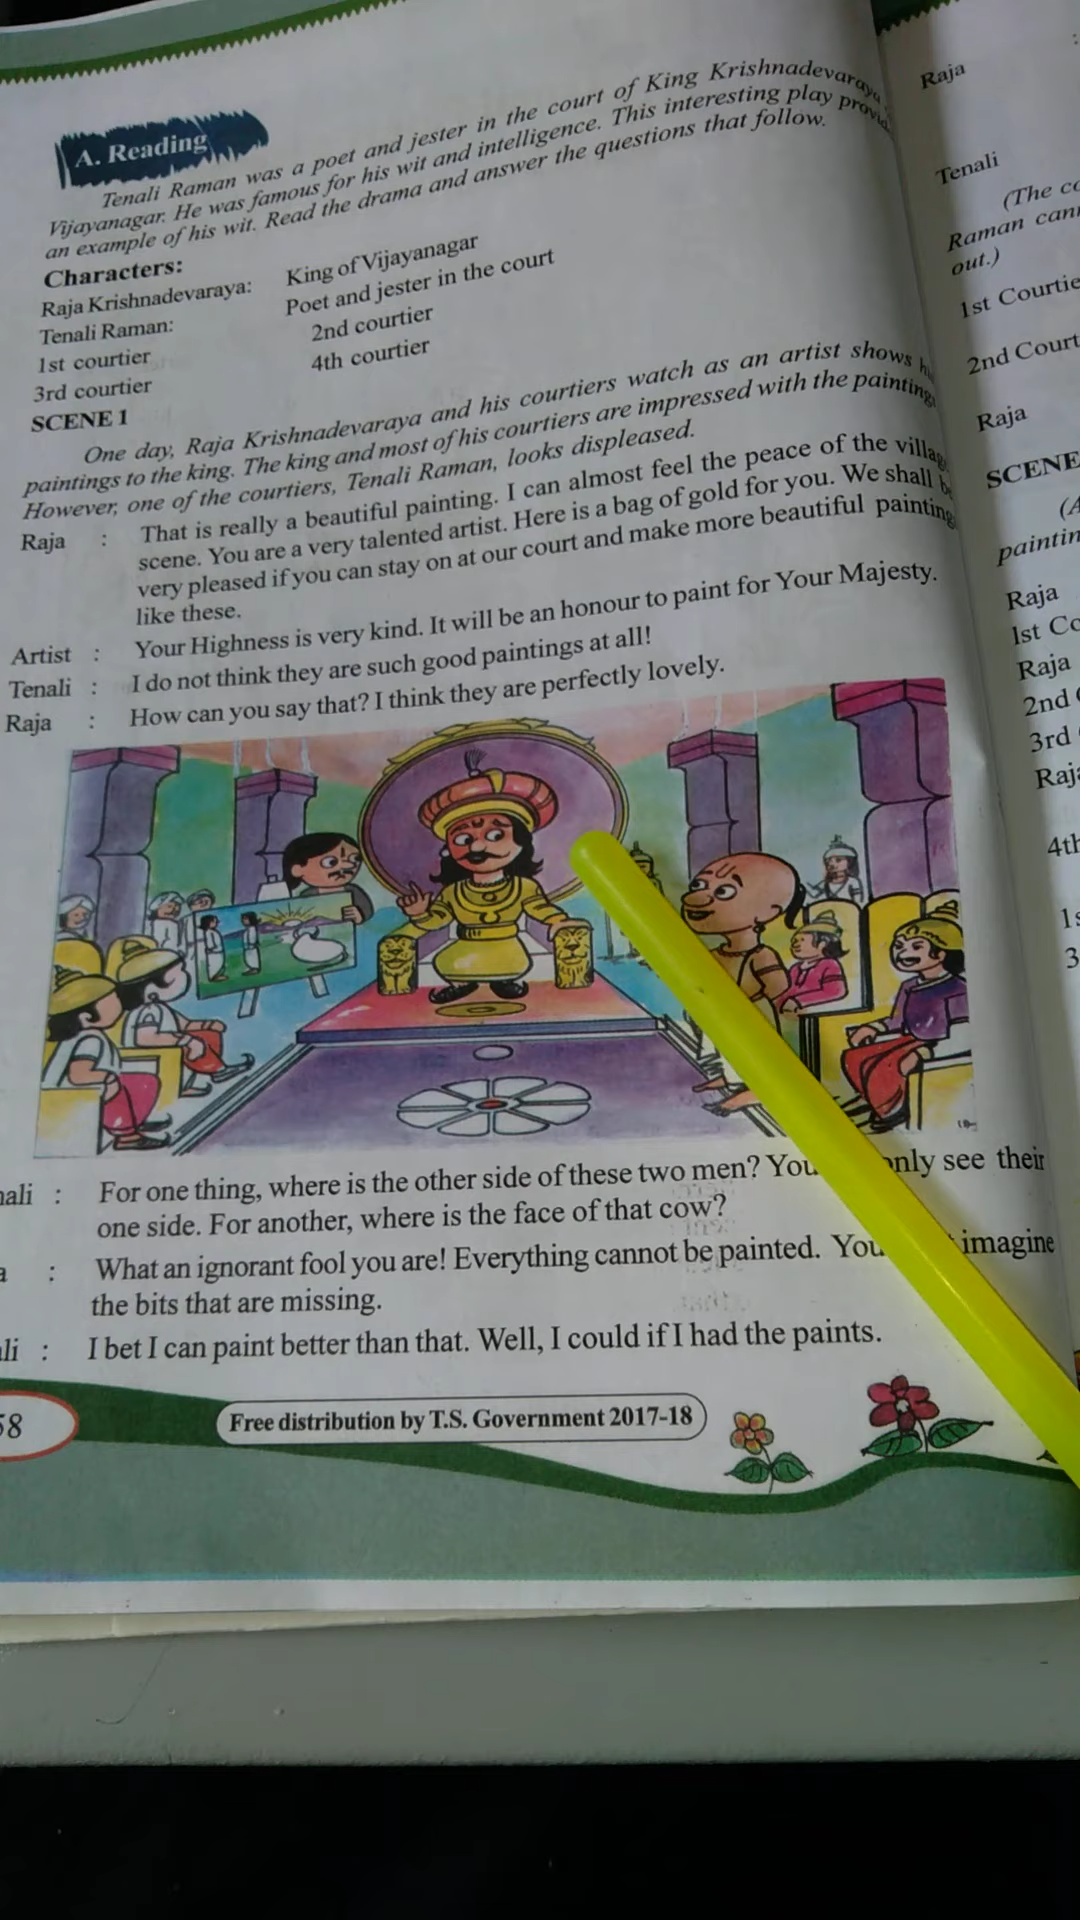 A. Reading
Tenali Raman was a poet and jester in the court of King Krishnadevaraya
Vijayanagar. He was famous for his wit and intelligence. This interesting play
an example of his wit. Read the drama and answer the questions that follow.
Characters:
Raja Krishnadevaraya: King of Vijayanagar
Tenali Raman: Poet and jester in the court
1st courtier 2nd courtier
3rd courtier 4th courtier
SCENE 1
One day, Raja Krishnadevaraya and his courtiers watch as an artist shows
paintings to the king. The king and most of his courtiers are impressed with the
However, one of the courtiers, Tenali Raman, looks displeased.
Raja : That is really a beautiful painting. I can almost feel the peace of the
scene. You are a very talented artist. Here is a bag of gold for you. We shall
very pleased if you can stay on at our court and make more beautiful
like these.
Artist : Your Highness is very kind. It will be an honour to paint for Your Majesty.
Tenali : I do not think they are such good paintings at all!
Raja : How can you say that? I think they are perfectly lovely.
nali : For one thing, where is the other side of these two men? You only see their
one side. For another, where is the face of that cow?
a : What an ignorant fool you are! Everything cannot be painted. You imagine
the bits that are missing.
li : I bet I can paint better than that. Well, I could if I had the paints.
58
Free distribution by T.S. Government 2017-18
Raja :
Tenali
(The
Raman
out.)
1st
2nd
Raja
SCENE
(A
Raja
1st
Raja
2nd
3rd
4th